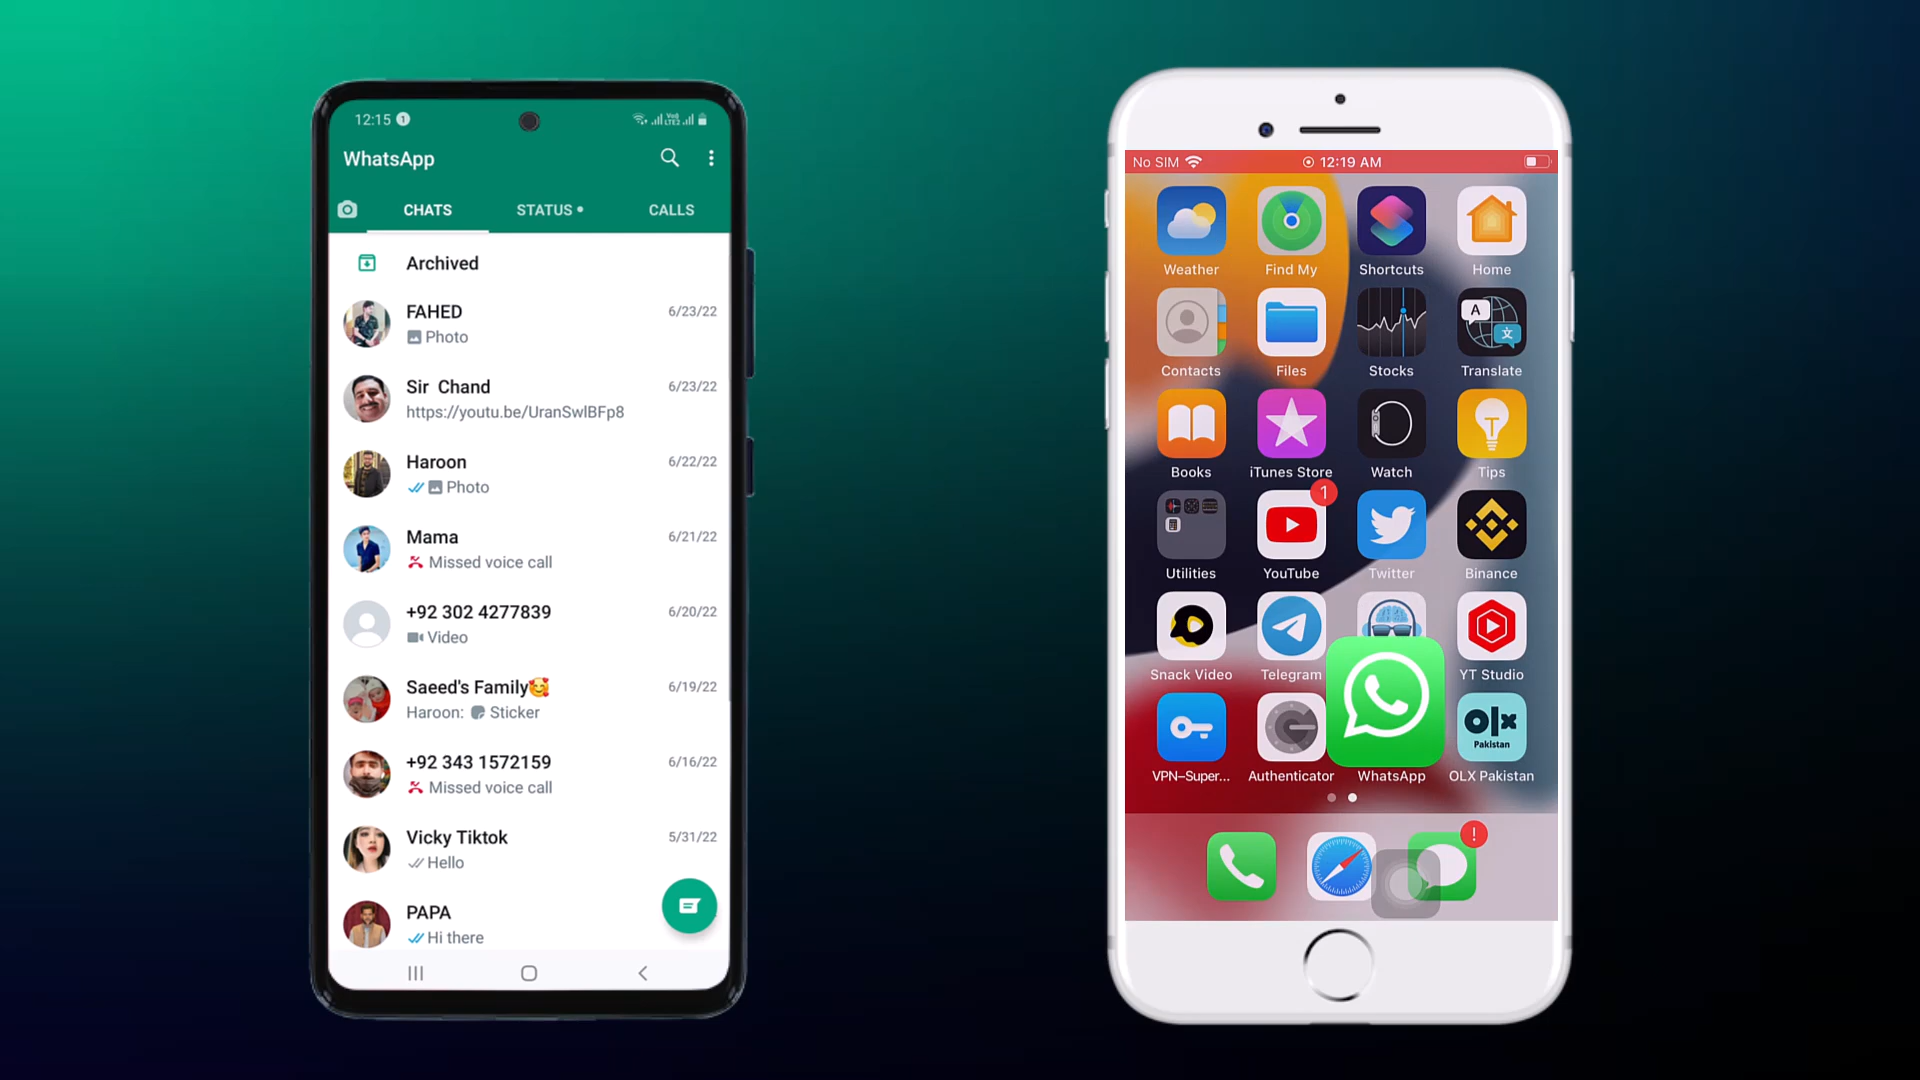 12:15 1
WhatsApp
CHATS STATUS CALLS
Archived
FAHED 6/23/22
Photo
Sir Chand 6/23/22
https://youtu.be/UranSwlBFp8
Haroon 6/22/22
Photo
Mama 6/21/22
Missed voice call
+92 302 4277839 6/20/22
Video
Saeed's Family🥰 6/19/22
Haroon: Sticker
+92 343 1572159 6/16/22
Missed voice call
Vicky Tiktok 5/31/22
Hello
PAPA
Hi there
No SIM 12:19 AM
Weather Find My Shortcuts Home
A
文
Contacts Files Stocks Translate
T
Books iTunes Store Watch Tips
1
Utilities YouTube Twitter Binance
Snack Video Telegram YT Studio
olx
Pakistan
VPN–Super... Authenticator WhatsApp OLX Pakistan
!